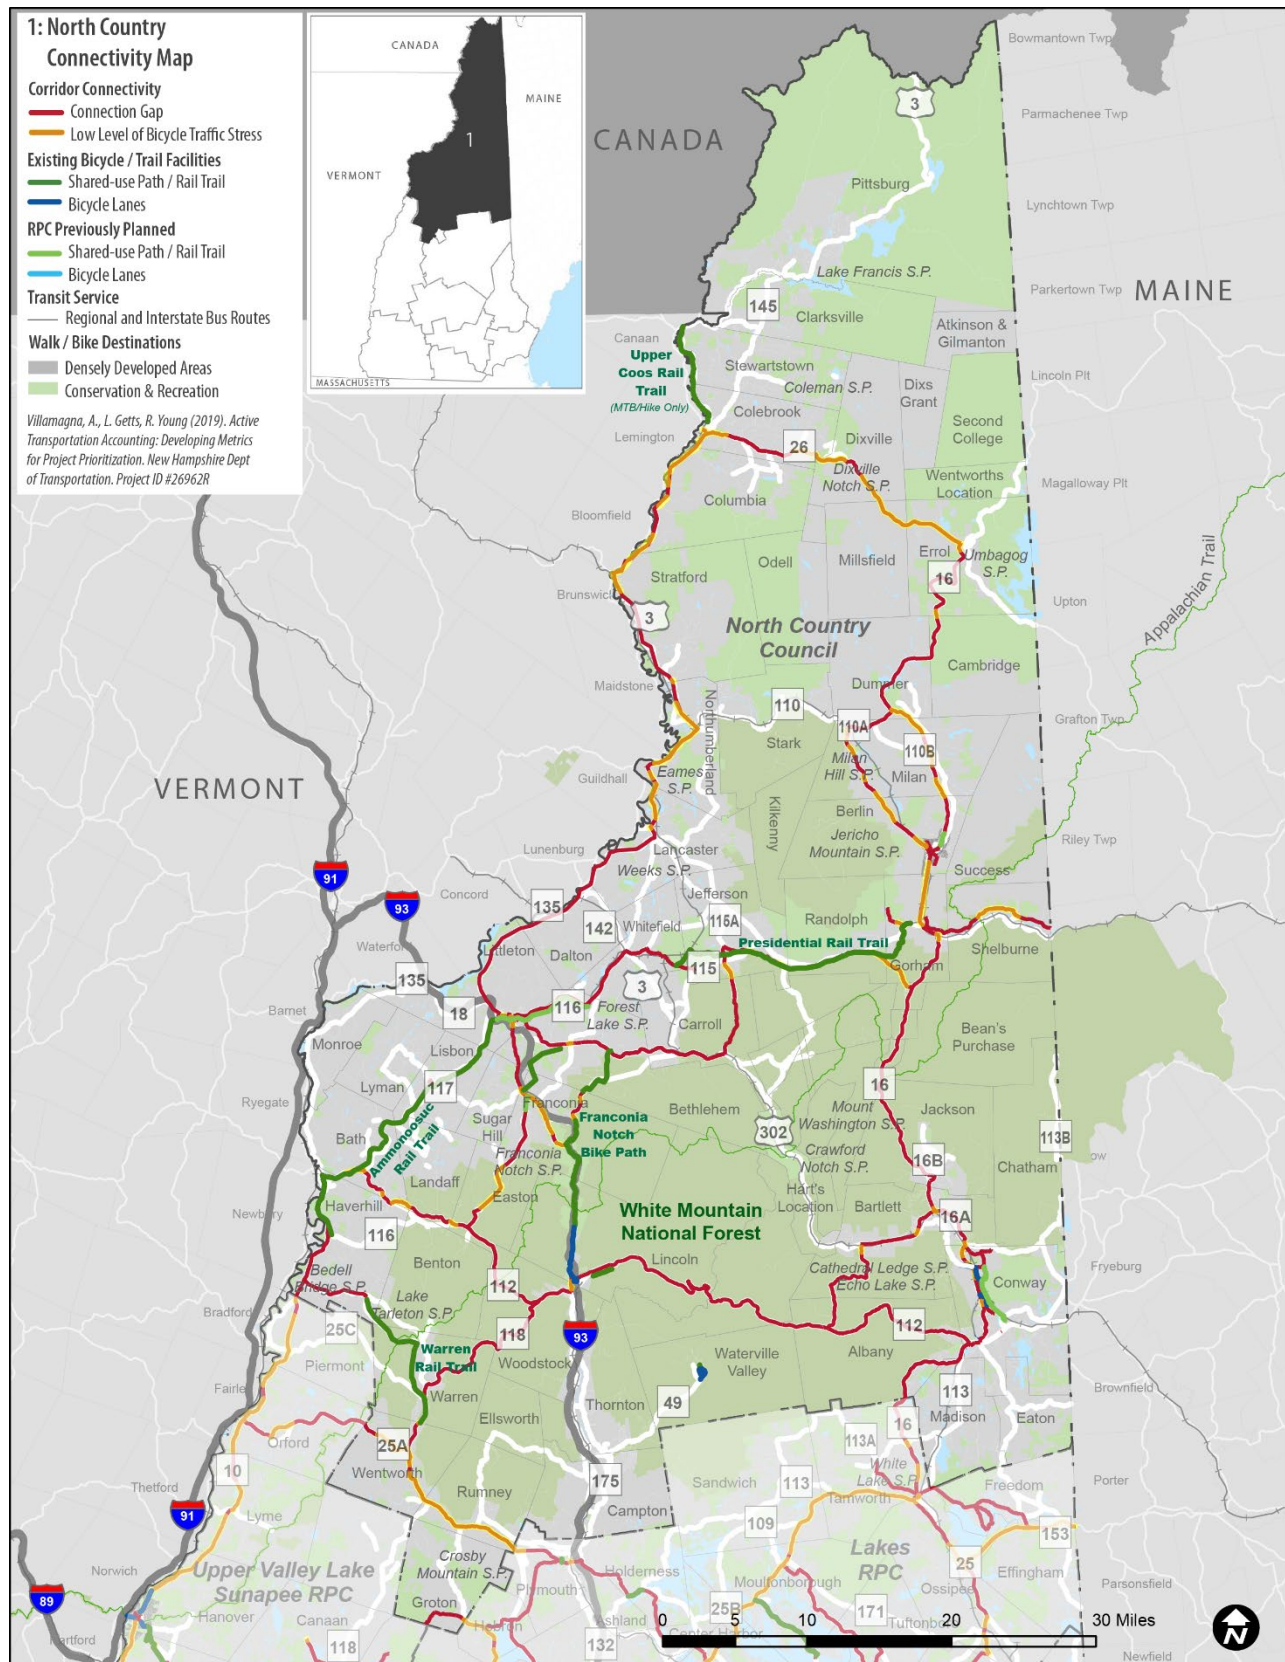 1: North Country
Connectivity Map
Corridor Connectivity
Connection Gap
Low Level of Bicycle Traffic Stress
Existing Bicycle / Trail Facilities
Shared-use Path / Rail Trail
Bicycle Lanes
RPC Previously Planned
Shared-use Path / Rail Trail
Bicycle Lanes
Transit Service
Regional and Interstate Bus Routes
Walk / Bike Destinations
Densely Developed Areas
Conservation & Recreation
Villamagna, A., L. Getts, R. Young (2019). Active
Transportation Accounting: Developing Metrics
for Project Prioritization. New Hampshire Dept
of Transportation. Project ID #26962R
CANADA
MAINE
1
VERMONT
MASSACHUSETTS
Bowmantown Twp
3
Parmachenee Twp
CANADA
Pittsburg
Lynchtown Twp
Lake Francis S.P.
Parkertown Twp
MAINE
145
Clarksville
Atkinson &
Gilmanton
Canaan
Upper
Coos Rail
Trail
(MTB/Hike Only)
Stewartstown
Coleman S.P.
Dixs
Grant
Lincoln Plt
Colebrook
Second
College
Lemington
26
Dixville
Dixville
Notch S.P.
Wentworths
Location
Magalloway Plt
Columbia
Bloomfield
Errol
Umbagog
S.P.
Odell
Millsfield
Stratford
16
Brunswick
3
Upton
Appalachian Trail
North Country
Council
Cambridge
Maidstone
Dummer
Northumberland
110
110A
Grafton Twp
Stark
110B
VERMONT
Guildhall
Eames
S.P.
Milan
Hill S.P.
Milan
Kilkenny
Berlin
Jericho
Mountain S.P.
Riley Twp
Lunenburg
Lancaster
Weeks S.P.
Success
91
93
Concord
Jefferson
135
142
Whitefield
115A
Randolph
Presidential Rail Trail
Shelburne
Waterford
Littleton
Dalton
115
Gorham
135
3
18
116
Forest
Lake S.P.
Carroll
Barnet
Bean's
Purchase
Monroe
Lisbon
Lyman
117
16
Ryegate
Sugar
Hill
Franconia
Franconia
Notch
Bike Path
Bethlehem
Mount
Washington S.P.
Jackson
302
113B
Bath
Ammonoosuc
Rail Trail
Franconia
Notch S.P.
Crawford
Notch S.P.
16B
Chatham
Landaff
Easton
Hart's
Location
Bartlett
Newbury
Haverhill
White Mountain
National Forest
16A
116
Benton
Lincoln
Cathedral Ledge S.P.
Echo Lake S.P.
Conway
Fryeburg
Bedell
Bridge S.P.
112
Lake
Tarleton S.P.
Bradford
25C
118
93
112
Albany
Piermont
Warren
Rail Trail
Woodstock
Waterville
Valley
Fairle
Warren
49
113
Brownfield
Thornton
Madison
Eaton
Ellsworth
16
Orford
25A
113A
White
Lake S.P.
10
Wentworth
175
Sandwich
113
Freedom
Porter
Thetford
Rumney
Tamworth
91
Lyme
Campton
109
153
Upper Valley Lake
Sunapee RPC
Crosby
Mountain S.P.
Lakes
RPC
25
Effingham
Norwich
Holderness
Plymouth
Moultonborough
Ossipee
Parsonsfield
89
Hanover
Groton
25B
171
Tuftonboro
Canaan
Hebron
Ashland
Center Harbor
0 5 10 20 30 Miles
Hartford
118
132
Newfield
N